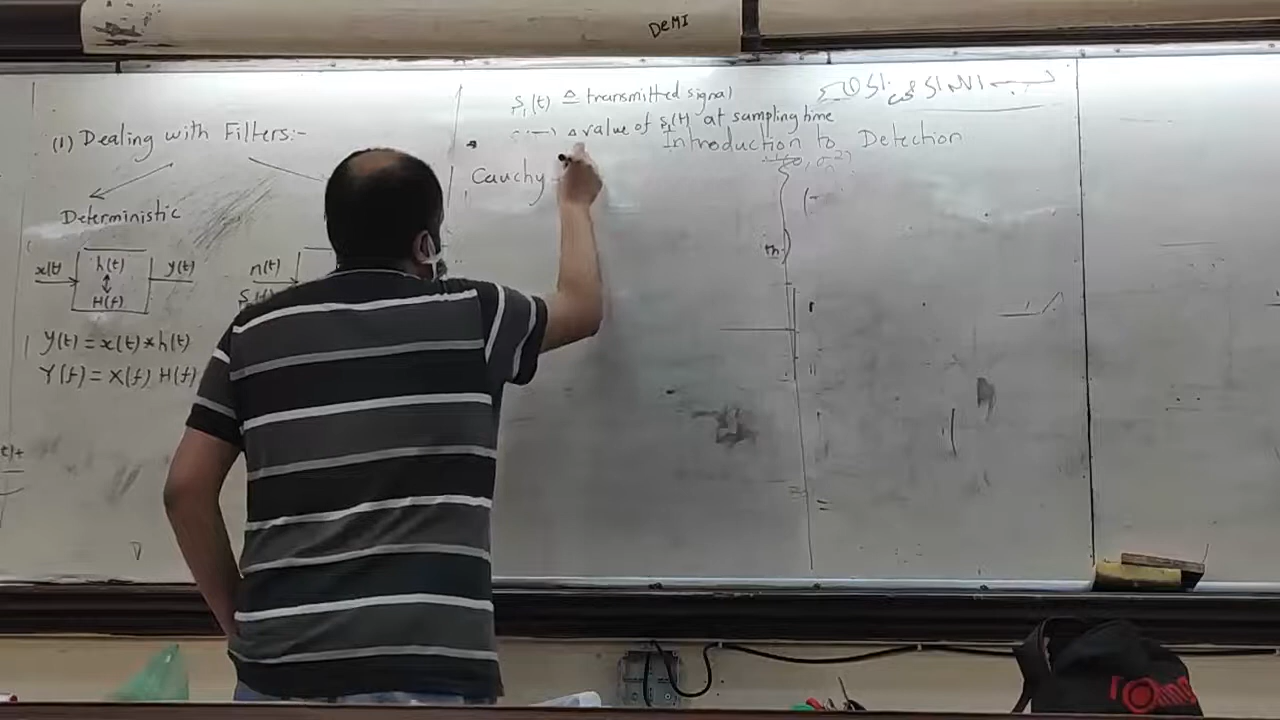 DeMI
(1) Dealing with Filters:-
Deterministic
x(t)
h(t)
H(f)
y(t)
n(t)
y(t) = x(t) * h(t)
Y(f) = X(f) H(f)
S₁(t) ≜ transmitted signal
≜ value of s₁(t) at sampling time
Introduction to Detection
Cauchy -
th